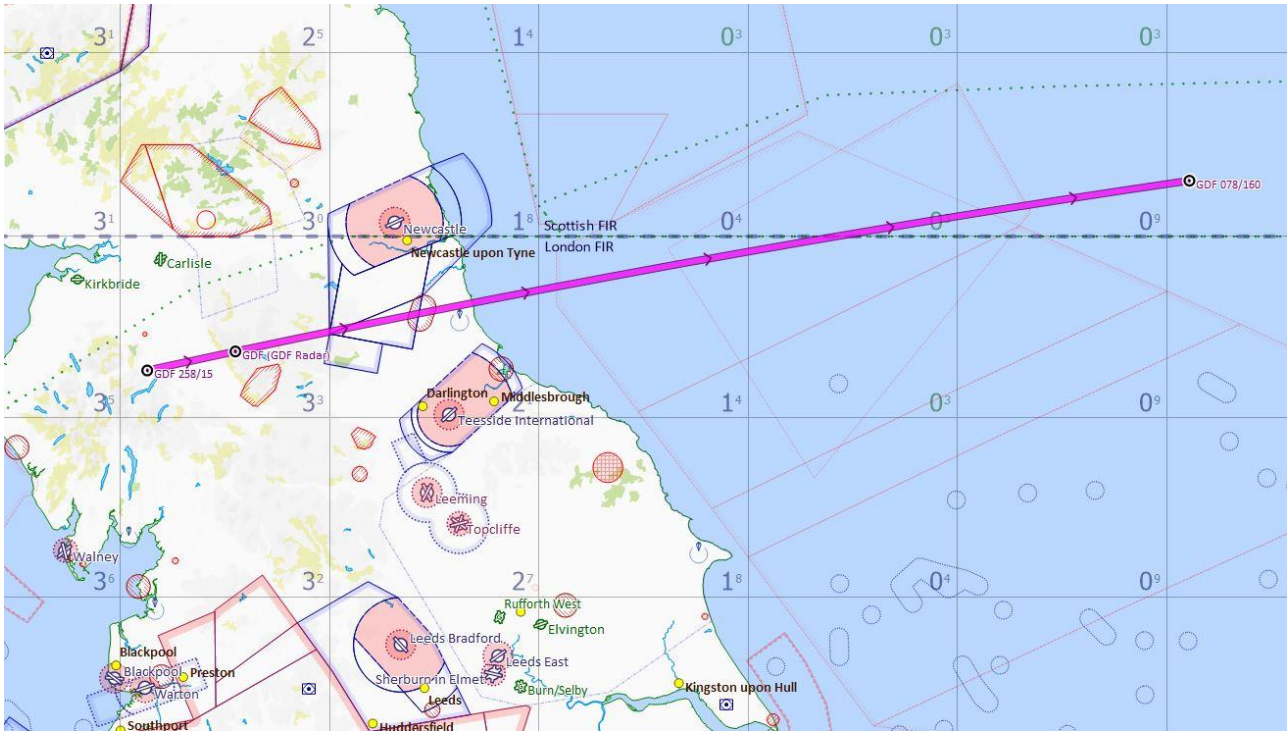 3¹
2⁵
1⁴
0³
0³
0³
Newcastle
3¹
3⁰
1⁸
Scottish FIR
0⁴
0⁹
London FIR
Newcastle upon Tyne
Carlisle
Kirkbride
GDF 078/160
GDF (GDF Radar)
GDF 258/15
Darlington
Middlesbrough
3⁵
3³
1⁴
0³
0⁹
Teesside International
Leeming
Topcliffe
Walney
3⁶
3²
2⁷
1⁸
0⁴
0⁹
Rufforth West
Elvington
Leeds Bradford
Leeds East
Blackpool
Blackpool
Preston
Sherburn in Elmet
Warton
Leeds
Burn/Selby
Kingston upon Hull
Southport
Huddersfield